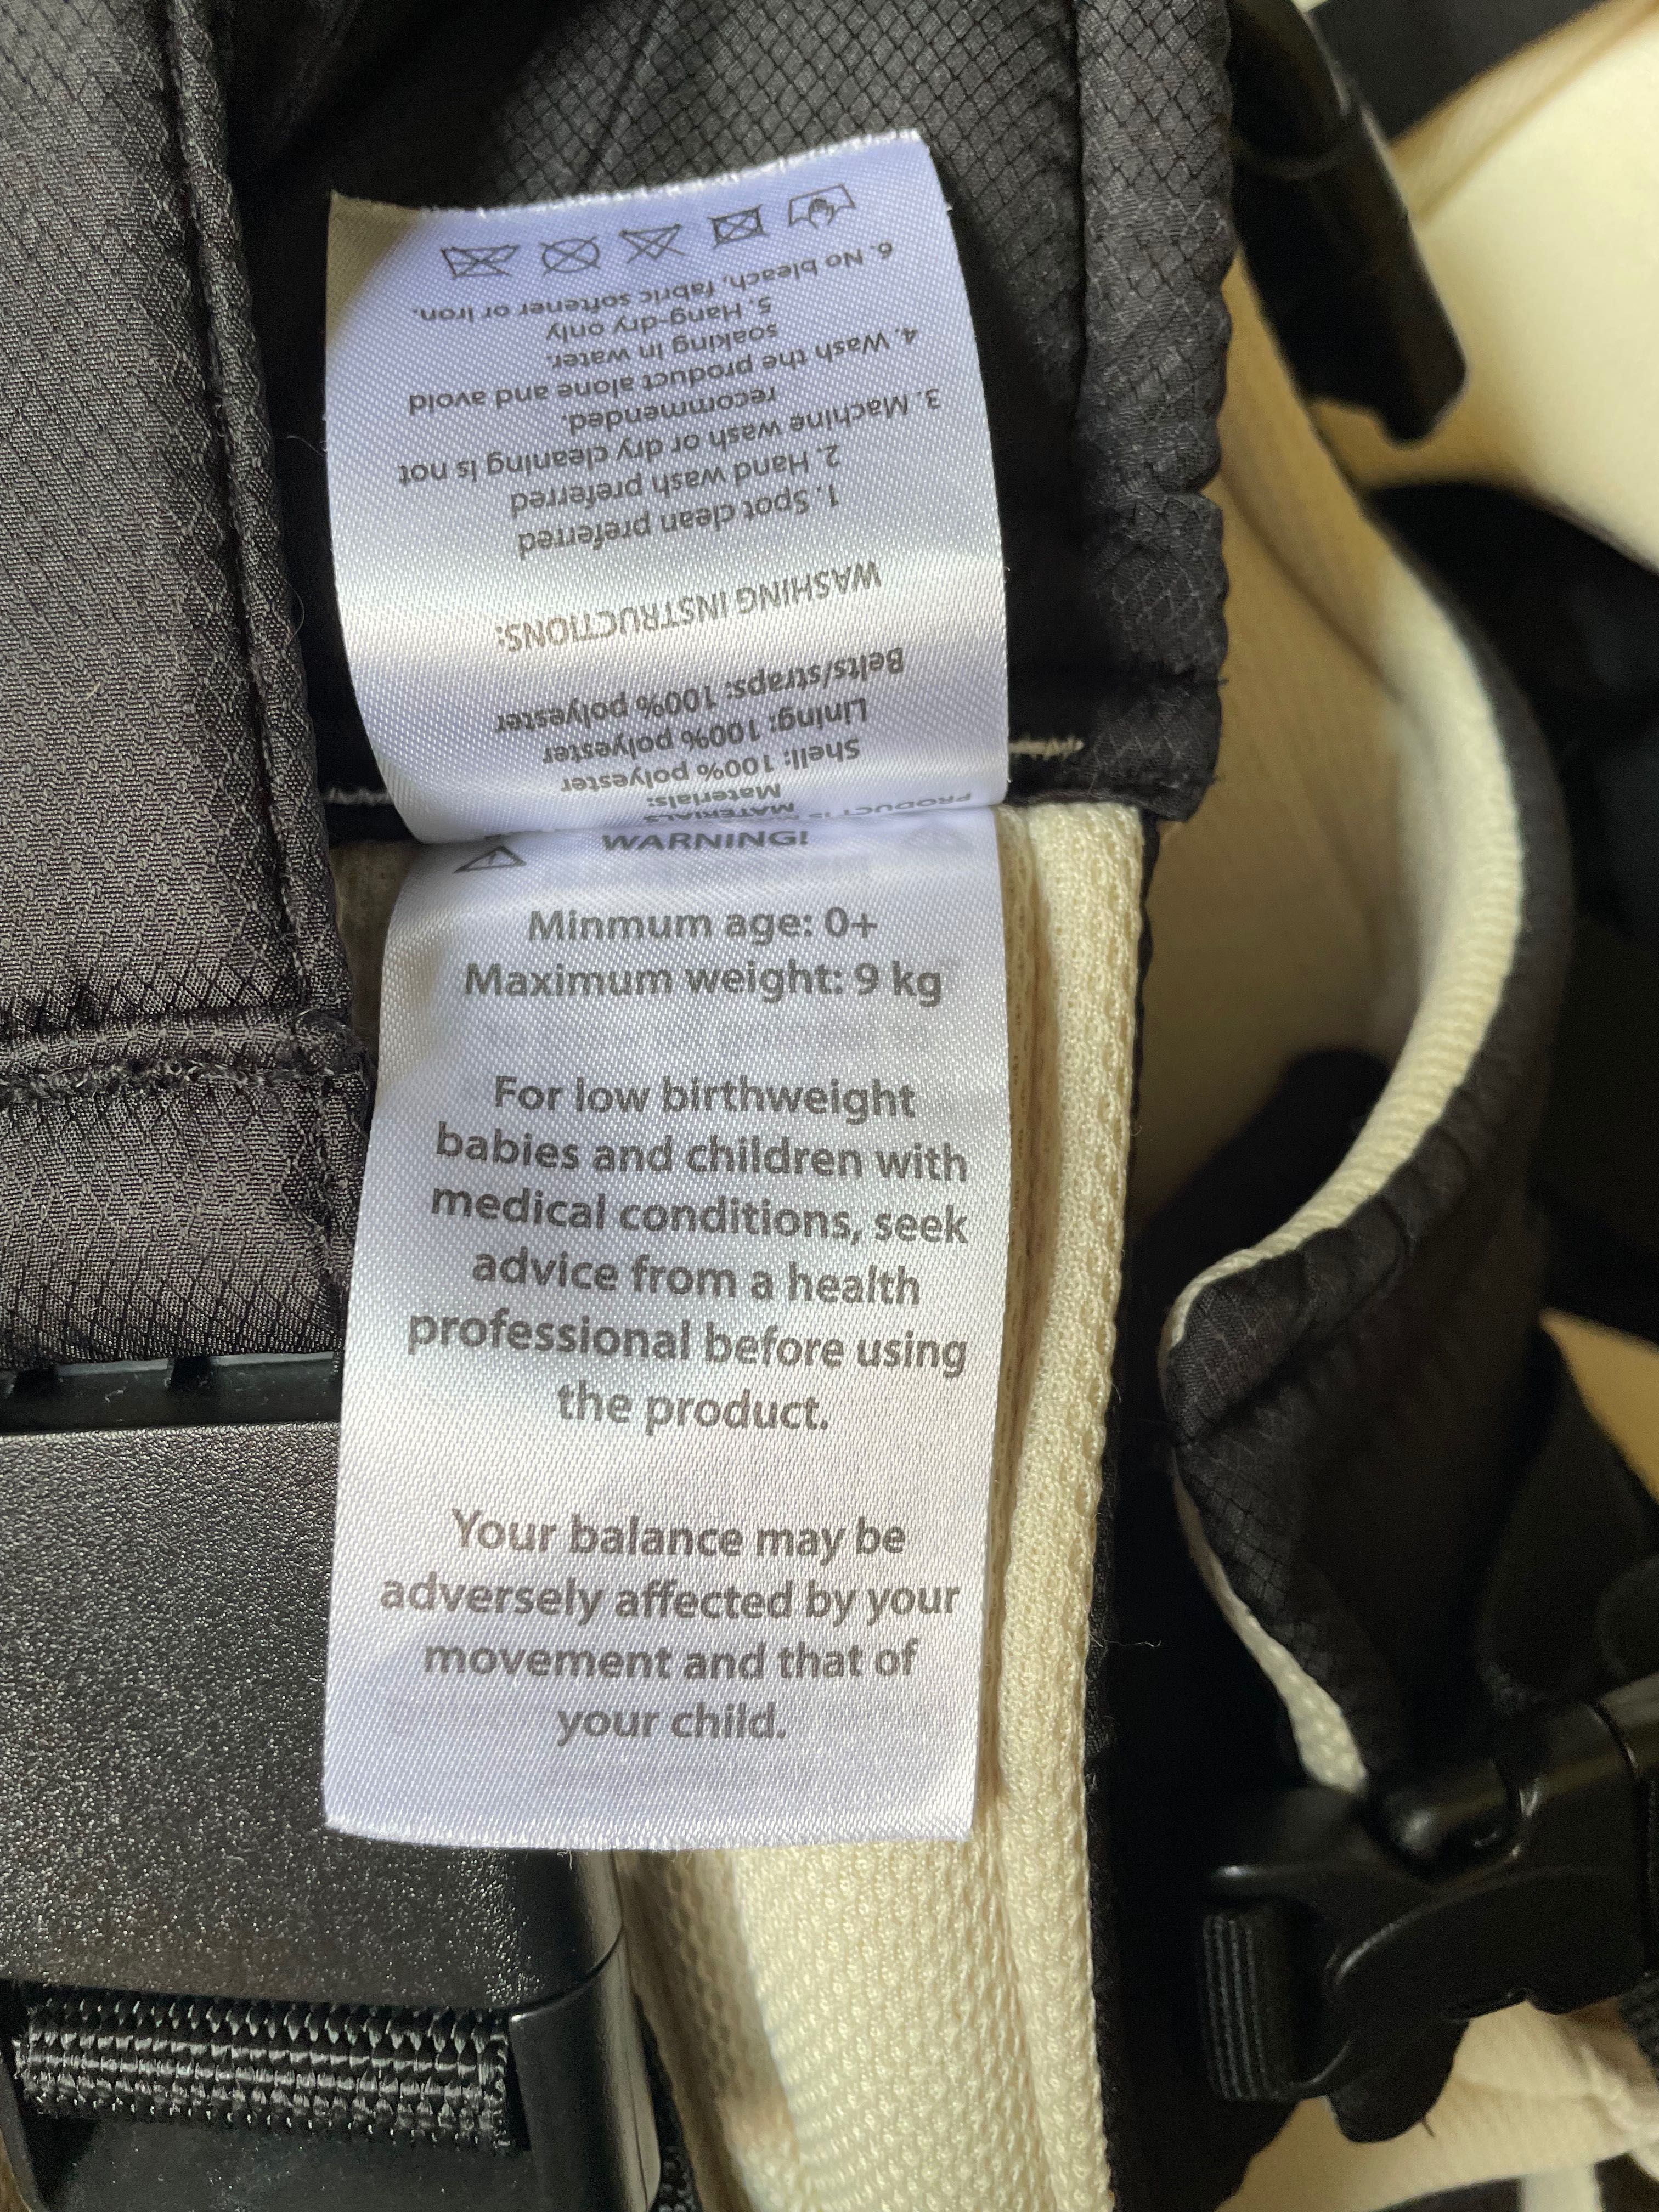 PRODUCT IS
MATERIALS
Materials:
Shell: 100% polyester
Lining: 100% polyester
Belts/straps: 100% polyester
WASHING INSTRUCTIONS:
1. Spot clean preferred
2. Hand wash preferred
3. Machine wash or dry cleaning is not
recommended.
4. Wash the product alone and avoid
soaking in water.
5. Hang-dry only
6. No bleach, fabric softener or iron.
WARNING!
Minmum age: 0+
Maximum weight: 9 kg
For low birthweight
babies and children with
medical conditions, seek
advice from a health
professional before using
the product.
Your balance may be
adversely affected by your
movement and that of
your child.